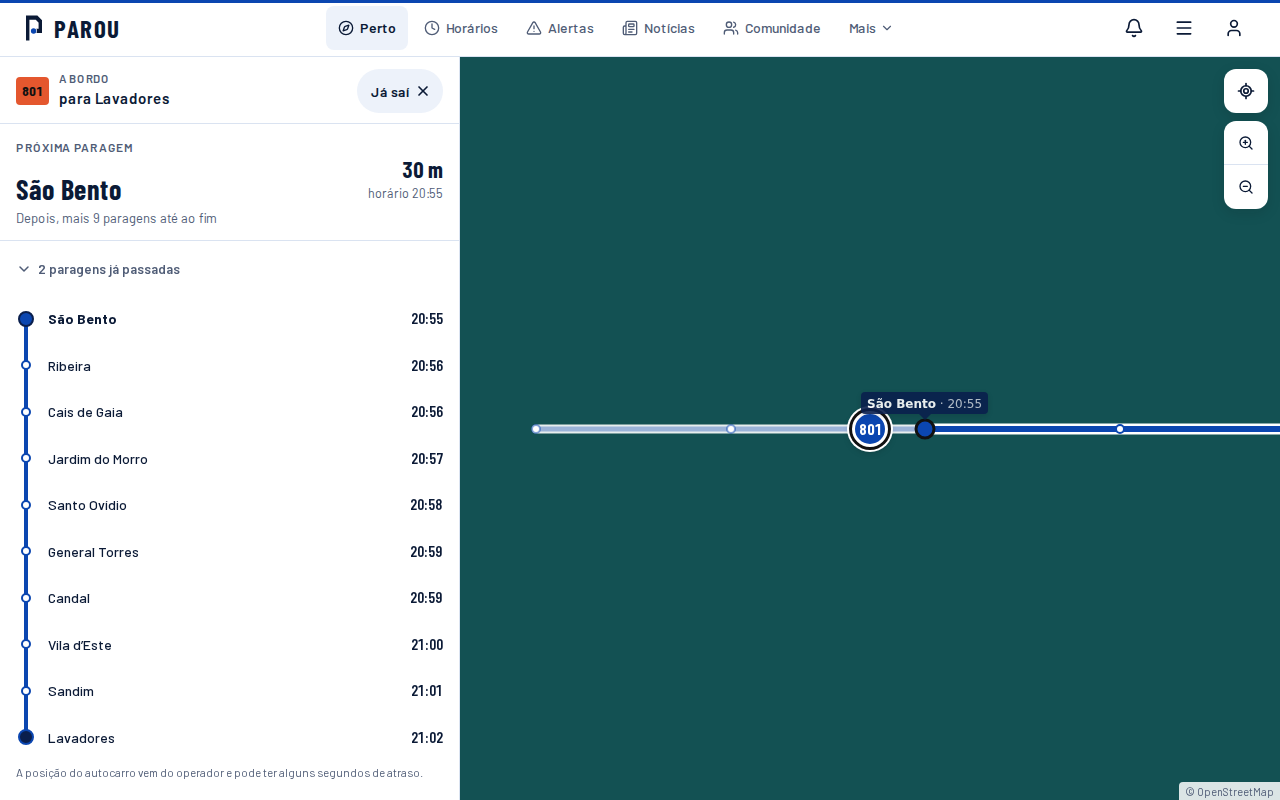 PAROU
Perto
Horários
Alertas
Notícias
Comunidade
Mais
801
A BORDO
para Lavadores
Já saí
PRÓXIMA PARAGEM
São Bento
30 m
horário 20:55
Depois, mais 9 paragens até ao fim
2 paragens já passadas
São Bento 20:55
Ribeira 20:56
Cais de Gaia 20:56
Jardim do Morro 20:57
Santo Ovídio 20:58
General Torres 20:59
Candal 20:59
Vila d'Este 21:00
Sandim 21:01
Lavadores 21:02
A posição do autocarro vem do operador e pode ter alguns segundos de atraso.
São Bento · 20:55
801
© OpenStreetMap